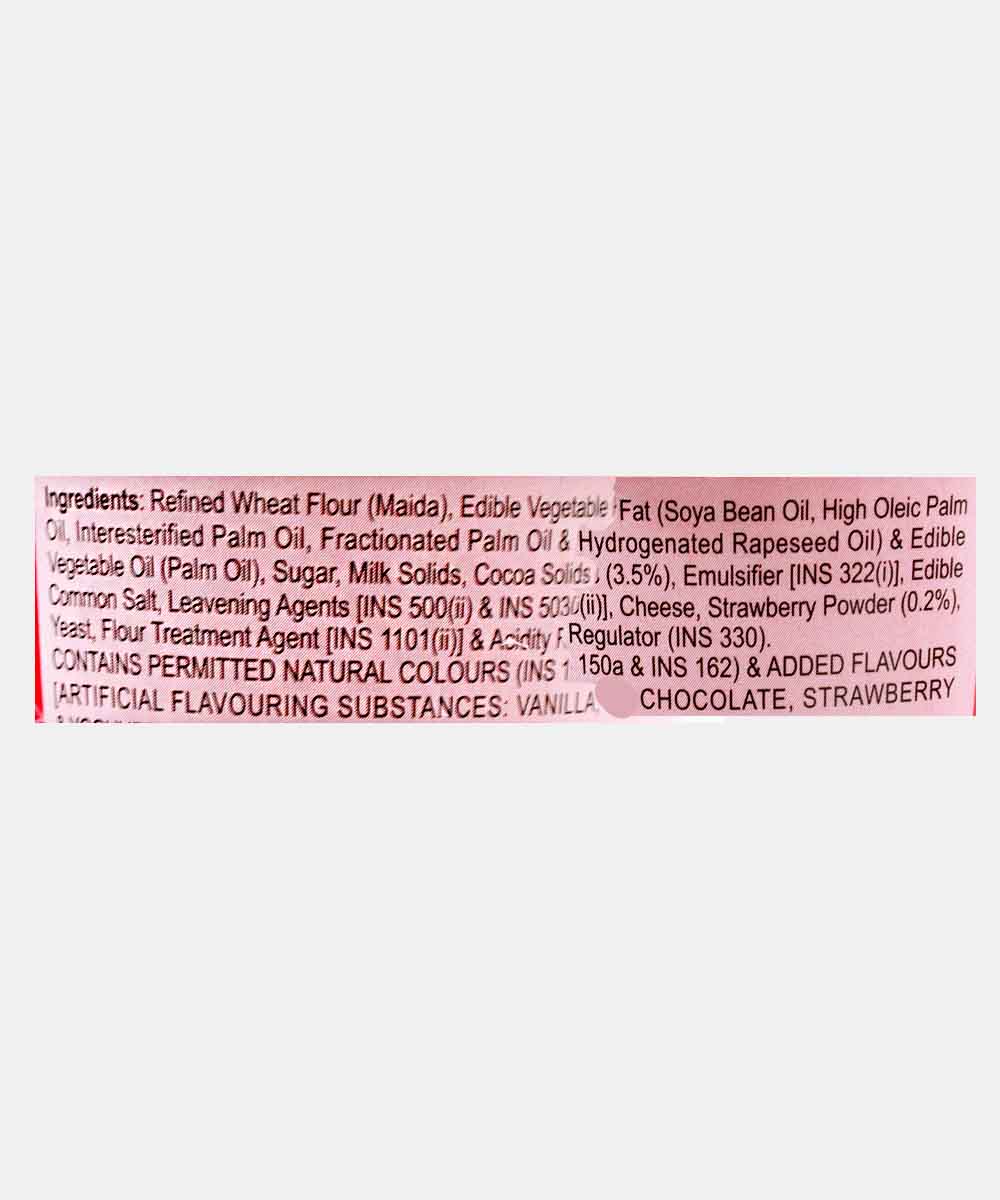 Ingredients: Refined Wheat Flour (Maida), Edible Vegetable Fat (Soya Bean Oil, High Oleic Palm
Oil, Interesterified Palm Oil, Fractionated Palm Oil & Hydrogenated Rapeseed Oil) & Edible
Vegetable Oil (Palm Oil), Sugar, Milk Solids, Cocoa Solids (3.5%), Emulsifier [INS 322(i)], Edible
Common Salt, Leavening Agents [INS 500(ii) & INS 503(ii)], Cheese, Strawberry Powder (0.2%),
Yeast, Flour Treatment Agent [INS 1101(ii)] & Acidity Regulator (INS 330).
CONTAINS PERMITTED NATURAL COLOURS (INS 150a & INS 162) & ADDED FLAVOURS
[ARTIFICIAL FLAVOURING SUBSTANCES: VANILLA, CHOCOLATE, STRAWBERRY